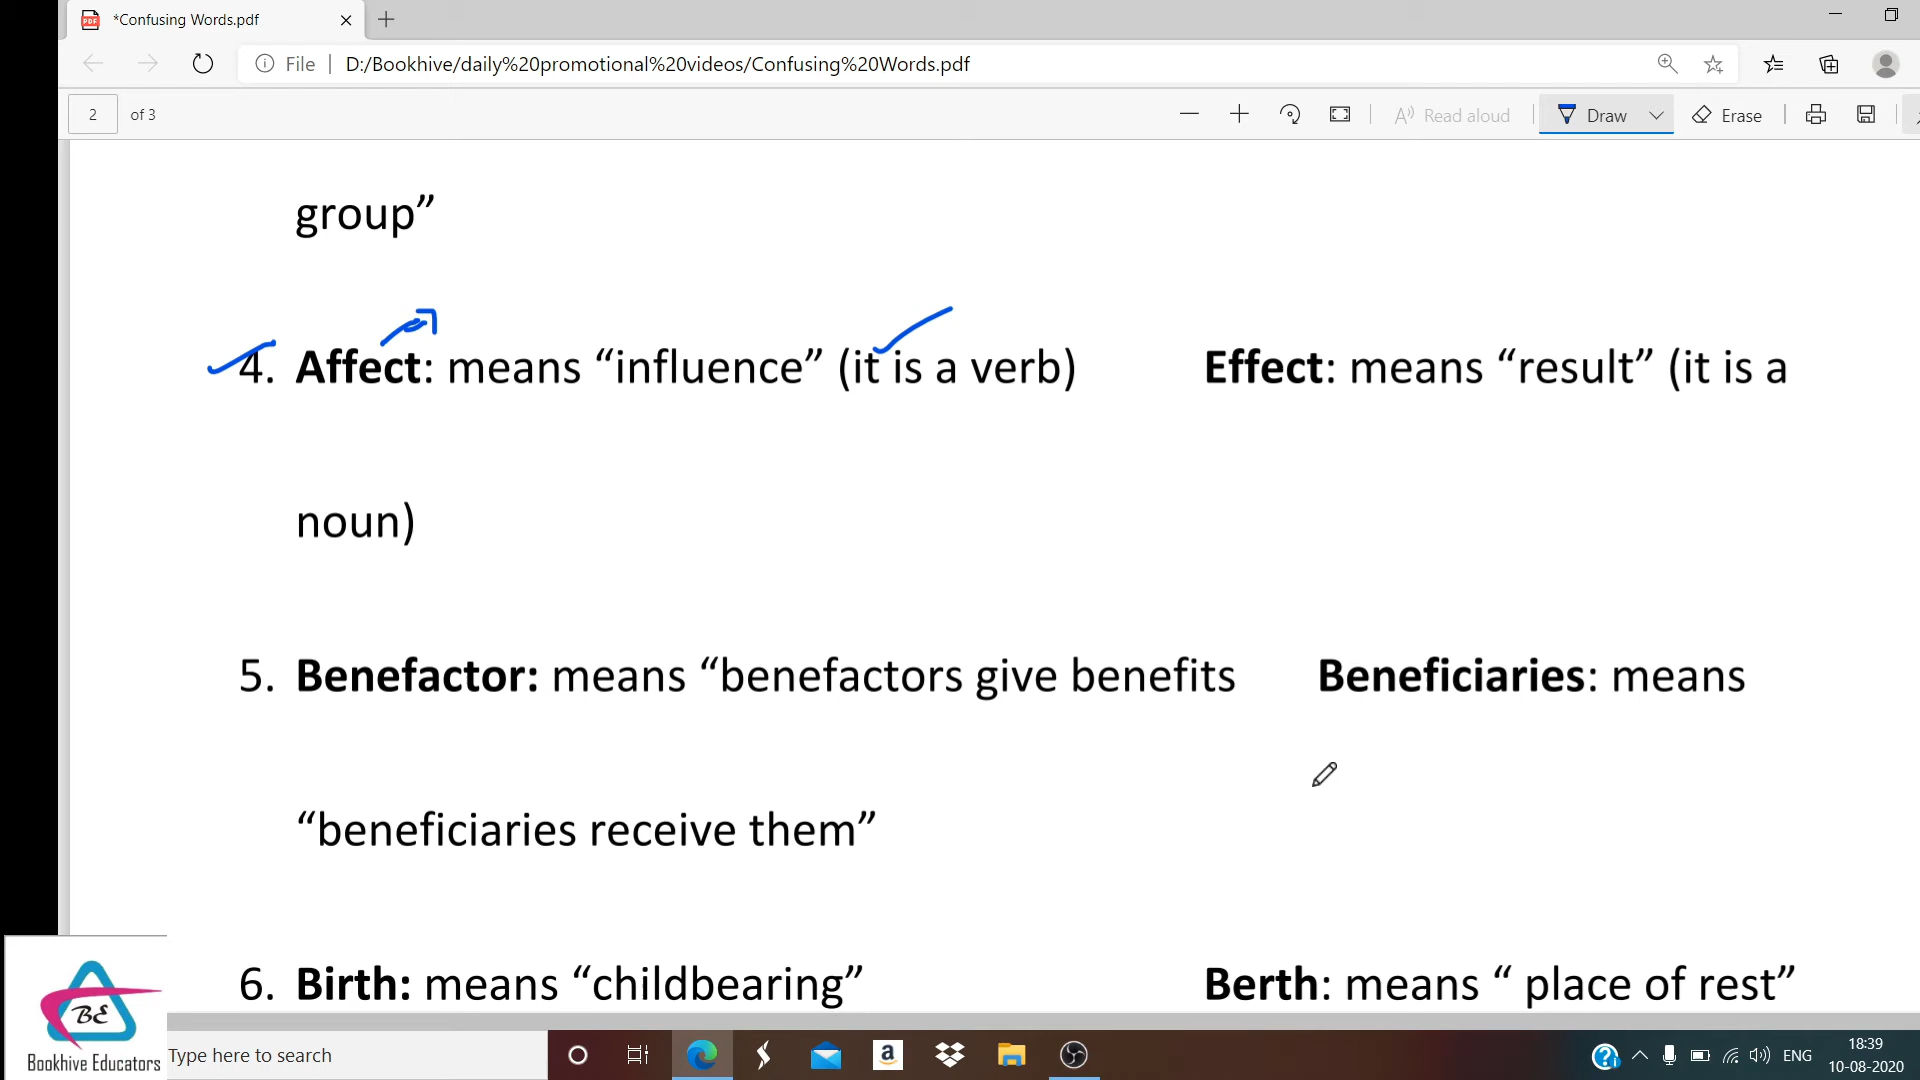 *Confusing Words.pdf
File | D:/Bookhive/daily%20promotional%20videos/Confusing%20Words.pdf
2 of 3 Read aloud Draw Erase
group”
4. Affect: means “influence” (it is a verb) Effect: means “result” (it is a
noun)
5. Benefactor: means “benefactors give benefits Beneficiaries: means
“beneficiaries receive them”
6. Birth: means “childbearing” Berth: means “ place of rest”
BE
Bookhive Educators
Type here to search
ENG
18:39
10-08-2020